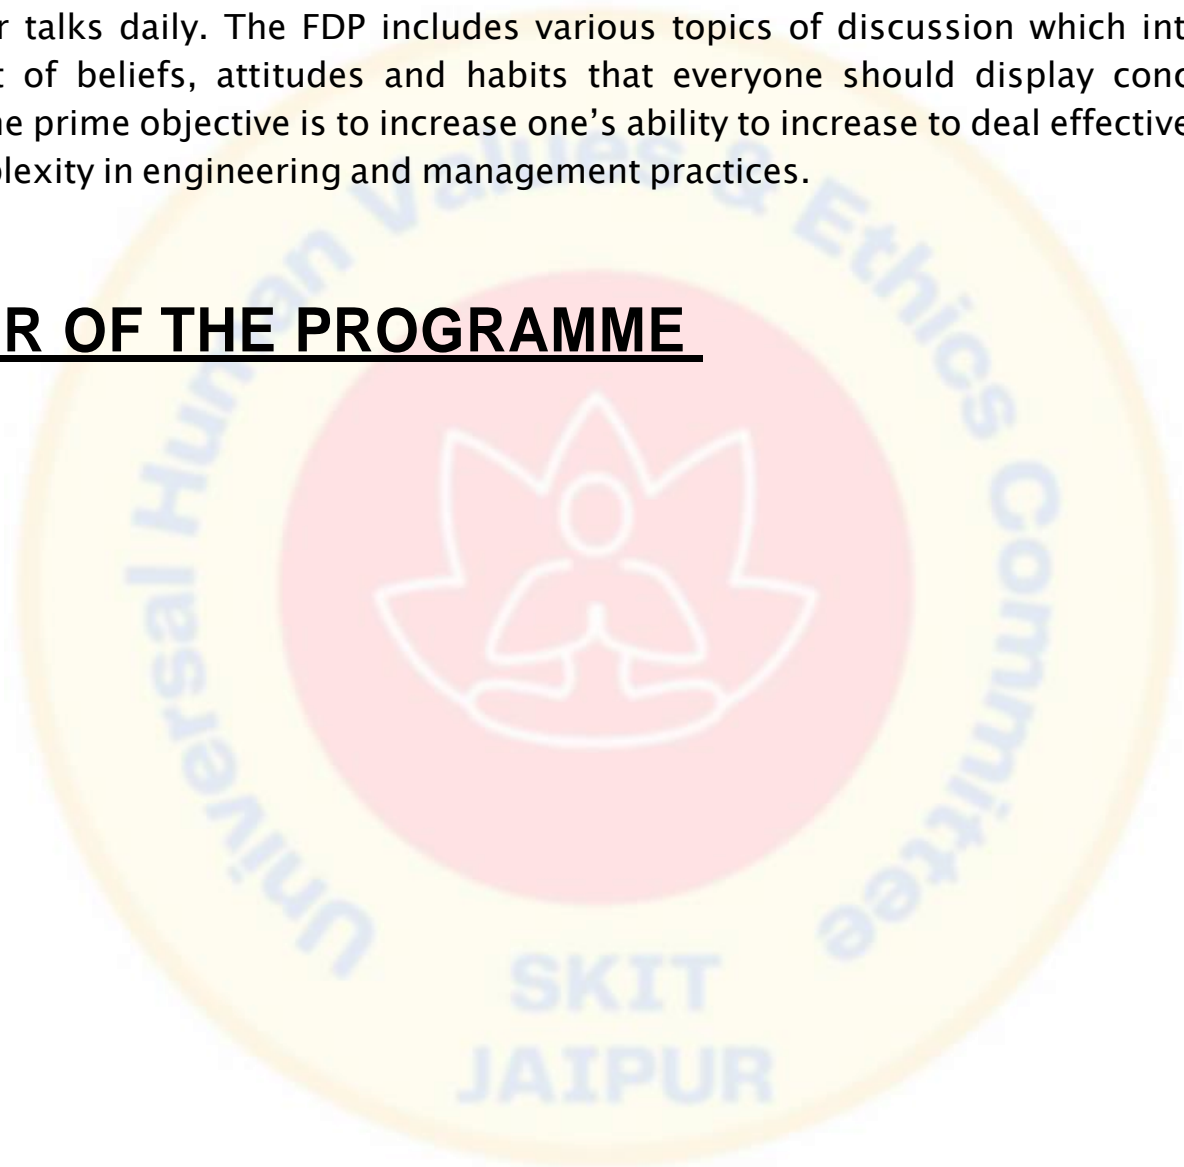 r talks daily. The FDP includes various topics of discussion which int
t of beliefs, attitudes and habits that everyone should display conc
ne prime objective is to increase one's ability to increase to deal effective
plexity in engineering and management practices.
R OF THE PROGRAMME
Universal Human Values & Ethics Committee
SKIT
JAIPUR